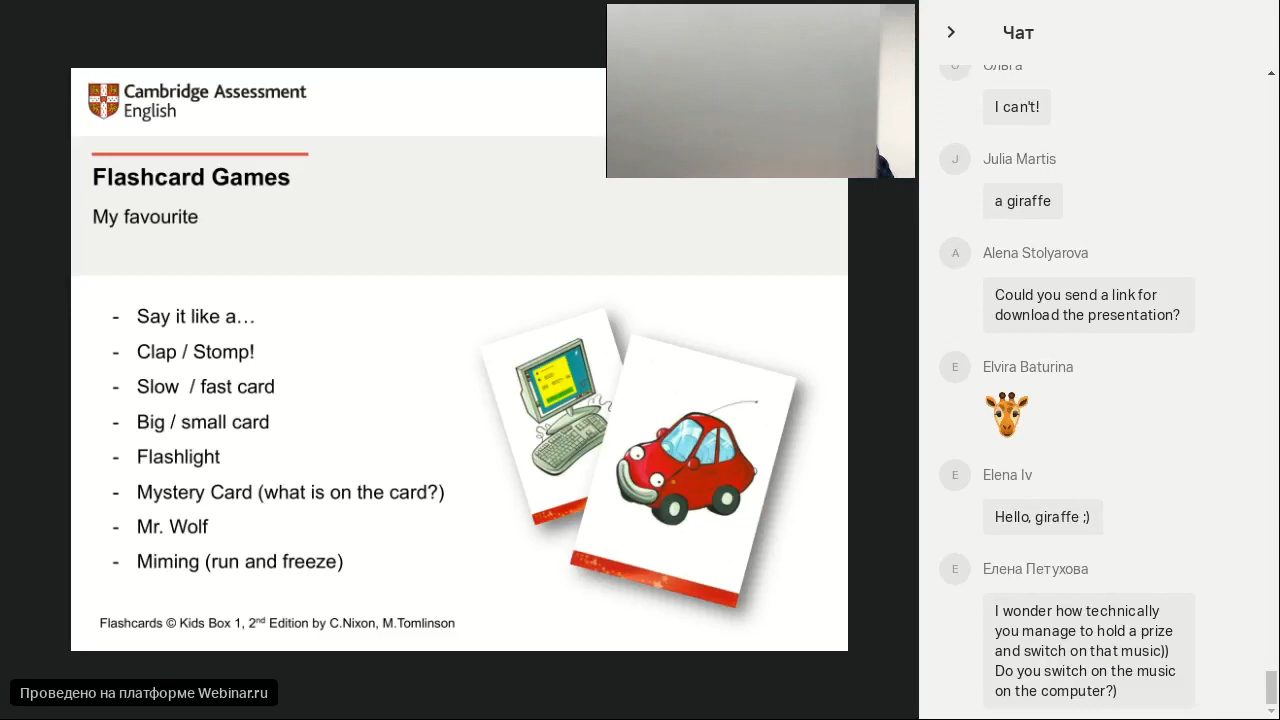 Cambridge Assessment
English
Flashcard Games
My favourite
- Say it like a…
- Clap / Stomp!
- Slow / fast card
- Big / small card
- Flashlight
- Mystery Card (what is on the card?)
- Mr. Wolf
- Miming (run and freeze)
Flashcards © Kids Box 1, 2nd Edition by C.Nixon, M.Tomlinson
Проведено на платформе Webinar.ru
Чат
Ольга
I can't!
J
Julia Martis
a giraffe
A
Alena Stolyarova
Could you send a link for
download the presentation?
E
Elvira Baturina
E
Elena Iv
Hello, giraffe ;)
Е
Елена Петухова
I wonder how technically
you manage to hold a prize
and switch on that music))
Do you switch on the music
on the computer?)